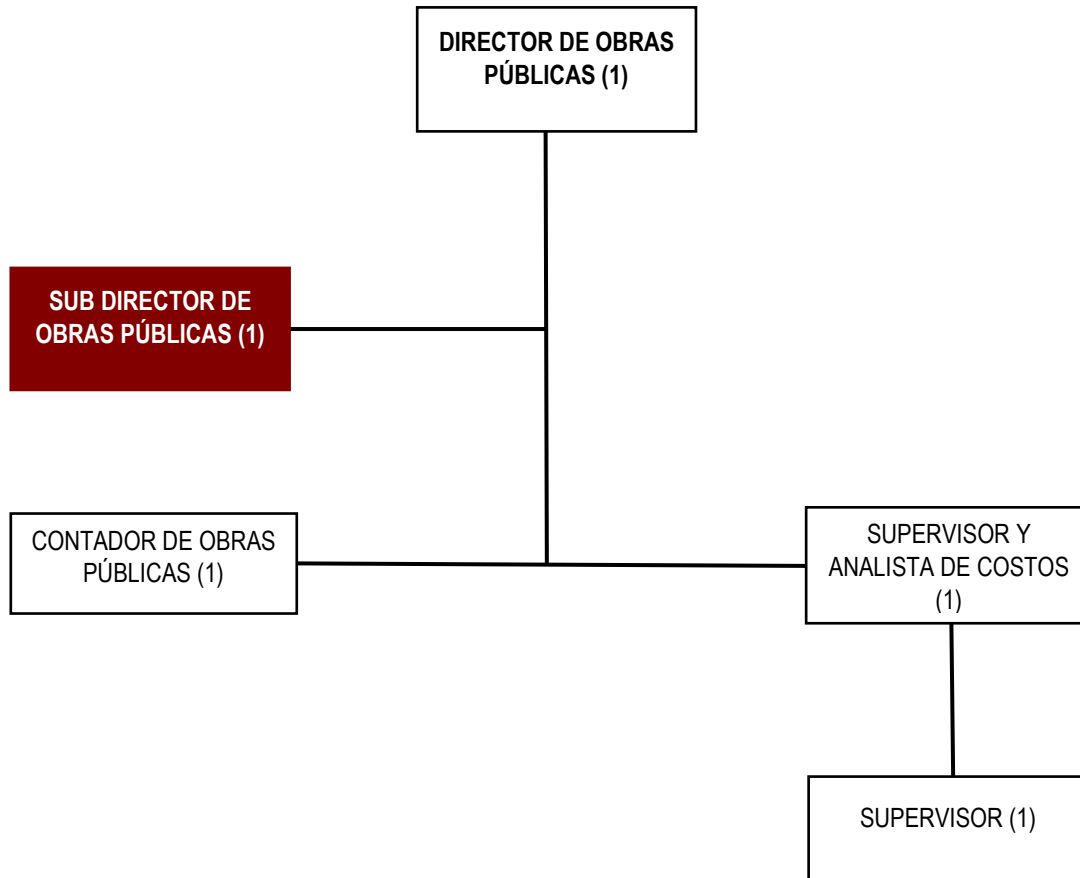 DIRECTOR DE OBRAS
PÚBLICAS (1)
SUB DIRECTOR DE
OBRAS PÚBLICAS (1)
CONTADOR DE OBRAS
PÚBLICAS (1)
SUPERVISOR Y
ANALISTA DE COSTOS
(1)
SUPERVISOR (1)